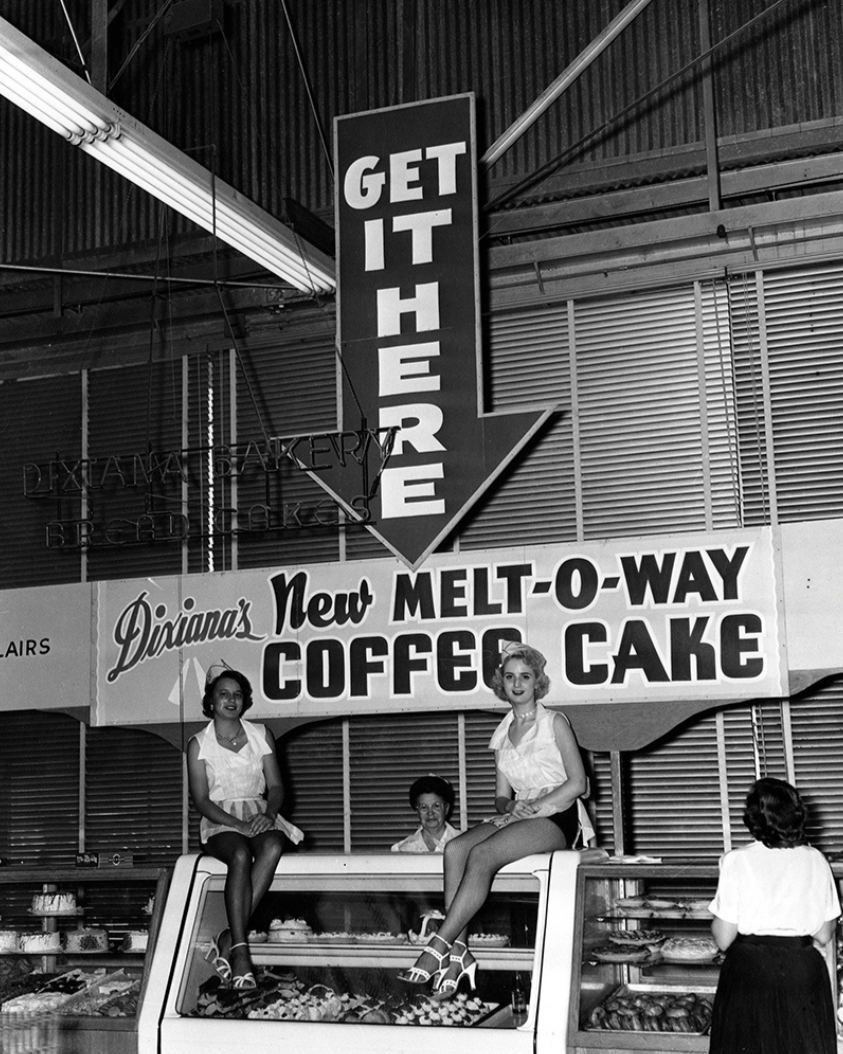 GET
IT
HERE
DIXIANA BAKERY
BREAD CAKES
LAIRS
Dixiana's New MELT-O-WAY
COFFEE CAKE